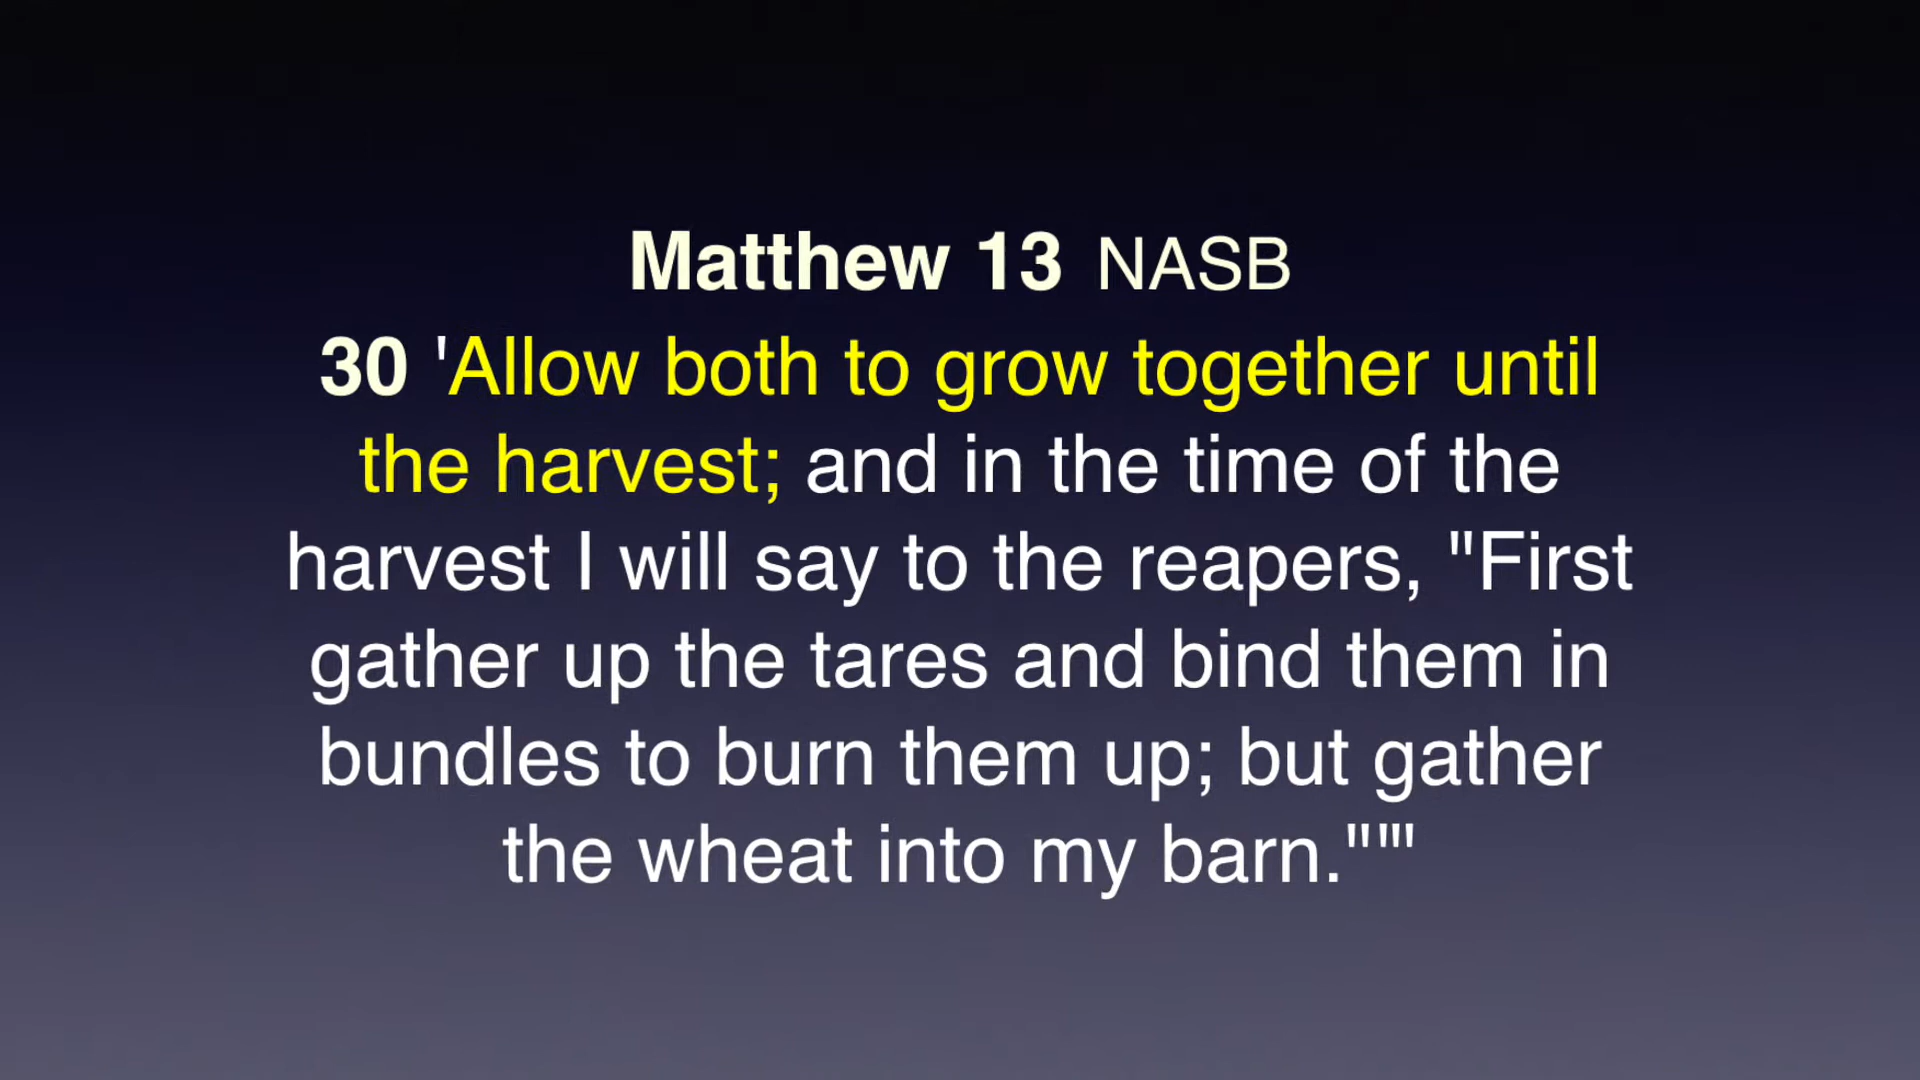 Matthew 13 NASB
30 'Allow both to grow together until
the harvest; and in the time of the
harvest I will say to the reapers, "First
gather up the tares and bind them in
bundles to burn them up; but gather
the wheat into my barn."'"